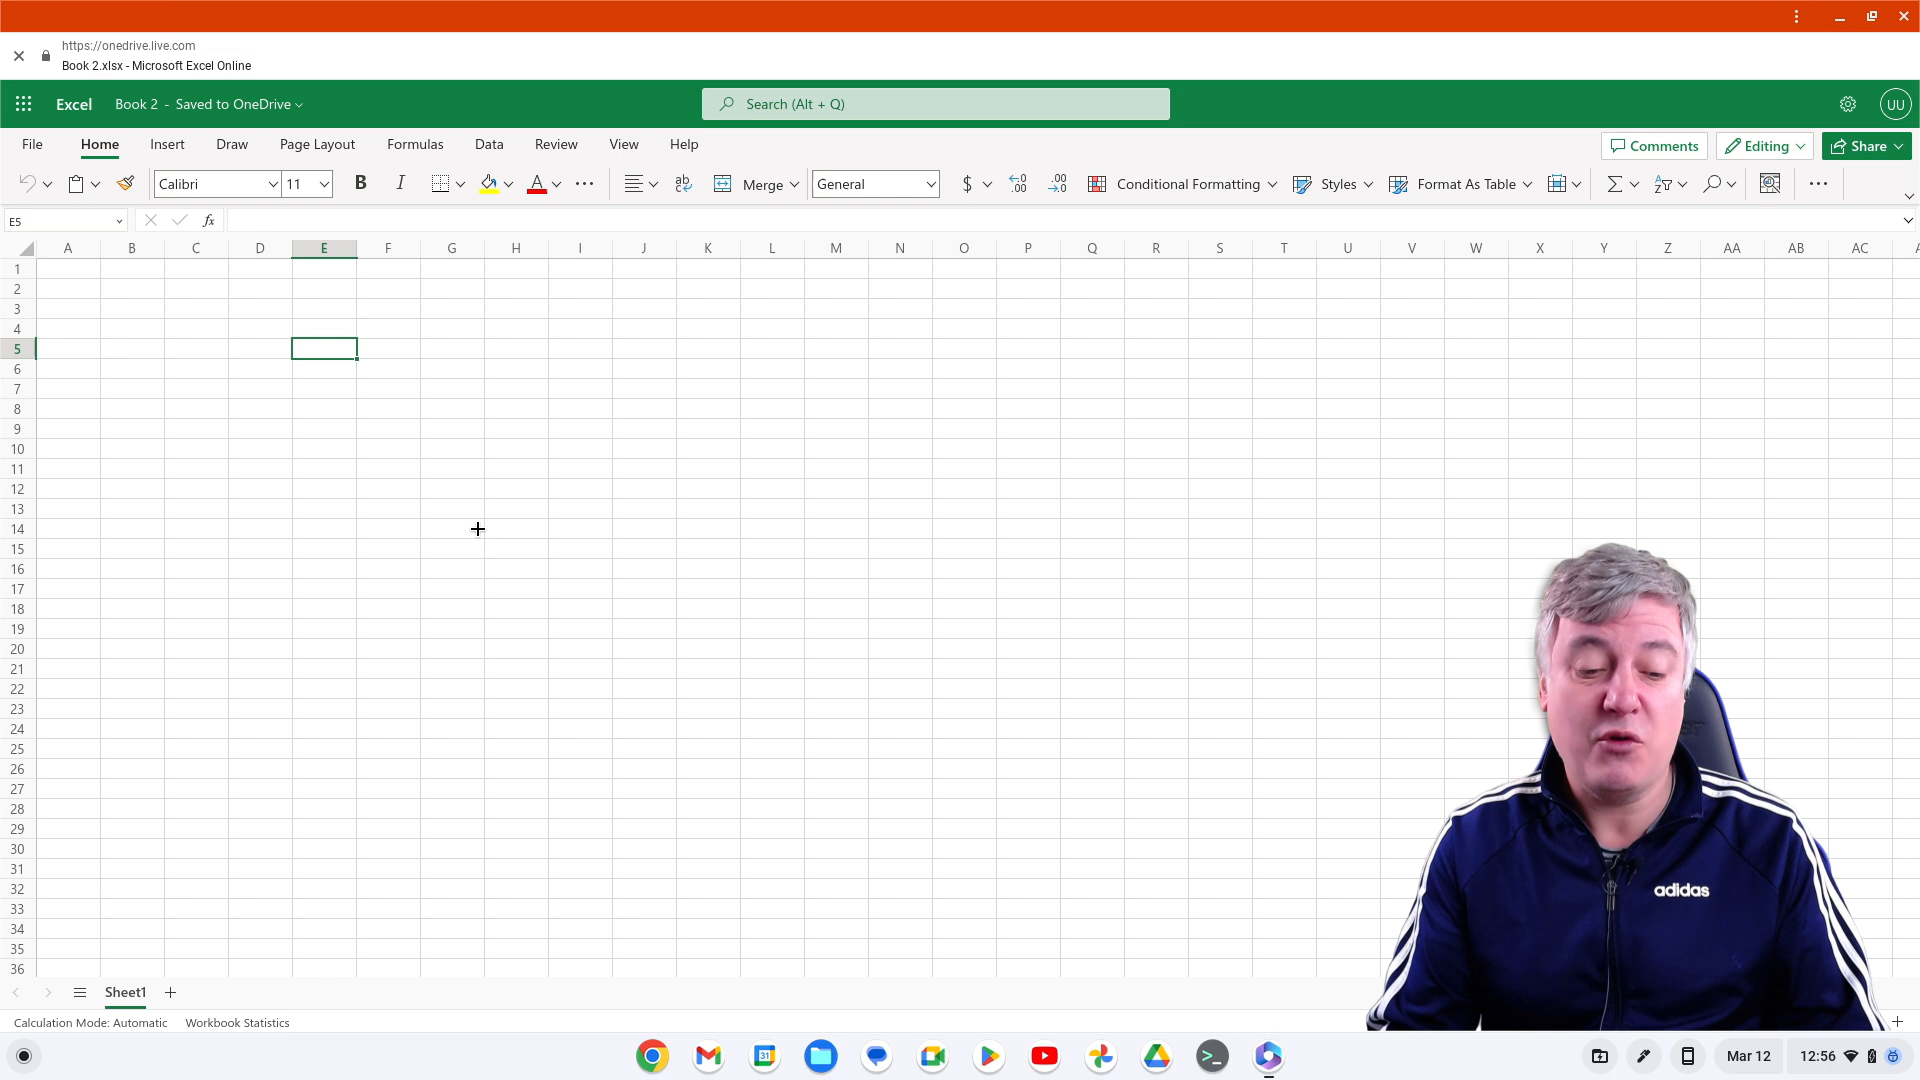 https://onedrive.live.com
Book 2.xlsx - Microsoft Excel Online
Excel Book 2 - Saved to OneDrive
Search (Alt + Q)
UU
File Home Insert Draw Page Layout Formulas Data Review View Help
Comments Editing Share
Calibri 11 B I A ab Merge General $ .00 .00 Conditional Formatting Styles Format As Table
E5 fx
A B C D E F G H I J K L M N O P Q R S T U V W X Y Z AA AB AC
1
2
3
4
5
6
7
8
9
10
11
12
13
14
15
16
17
18
19
20
21
22
23
24
25
26
27
28
29
30
31
32
33
34
35
36
adidas
Sheet1
Calculation Mode: Automatic Workbook Statistics
31
Mar 12 12:56